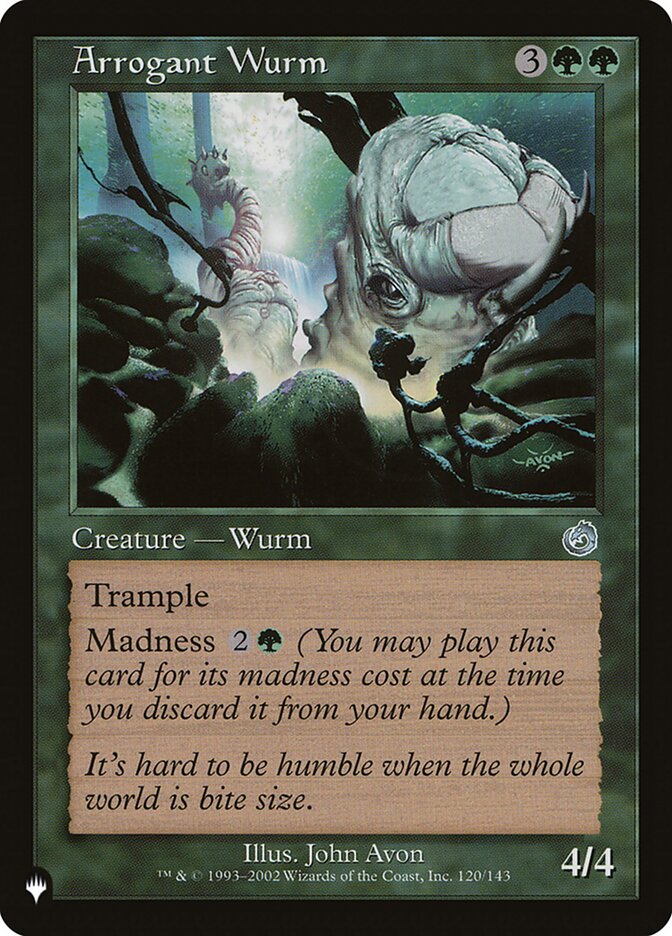 Arrogant Wurm 3
AVON
Creature — Wurm
Trample
Madness 2 (You may play this
card for its madness cost at the time
you discard it from your hand.)
It's hard to be humble when the whole
world is bite size.
Illus. John Avon
™ & © 1993–2002 Wizards of the Coast, Inc. 120/143
4/4